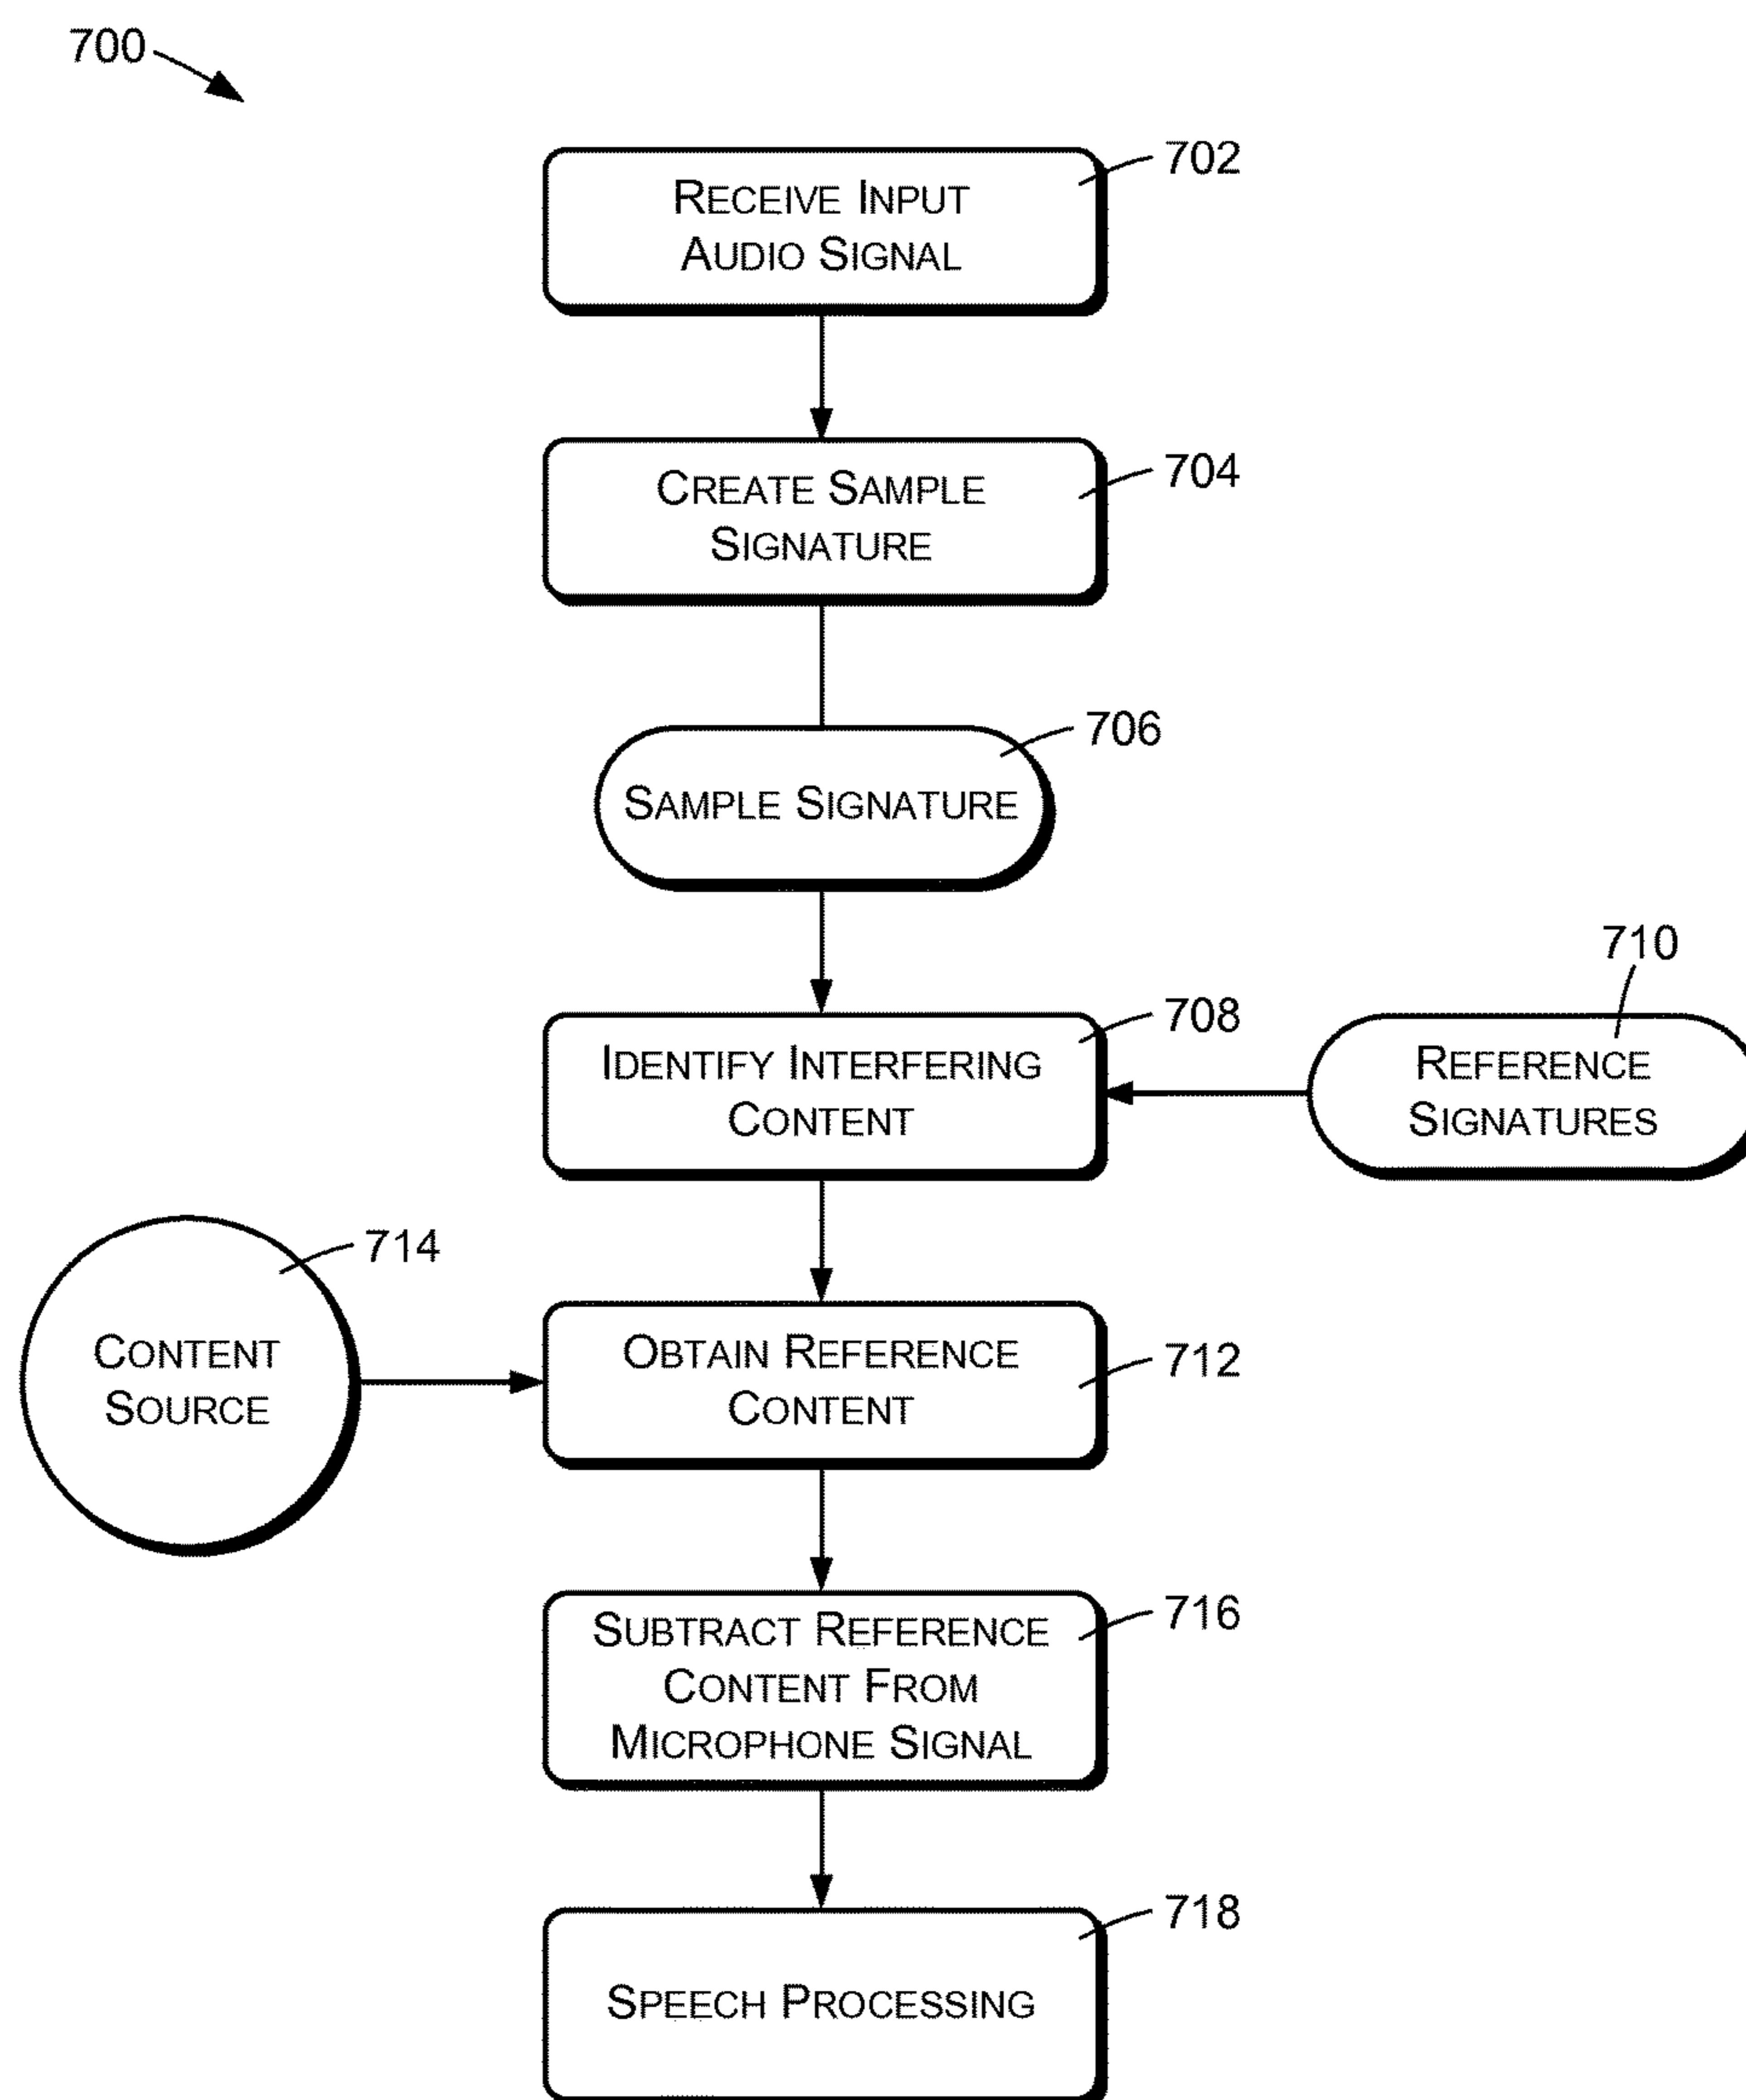 700
702
RECEIVE INPUT
AUDIO SIGNAL
704
CREATE SAMPLE
SIGNATURE
706
SAMPLE SIGNATURE
710
708
IDENTIFY INTERFERING
CONTENT
REFERENCE
SIGNATURES
714
CONTENT
SOURCE
712
OBTAIN REFERENCE
CONTENT
716
SUBTRACT REFERENCE
CONTENT FROM
MICROPHONE SIGNAL
718
SPEECH PROCESSING